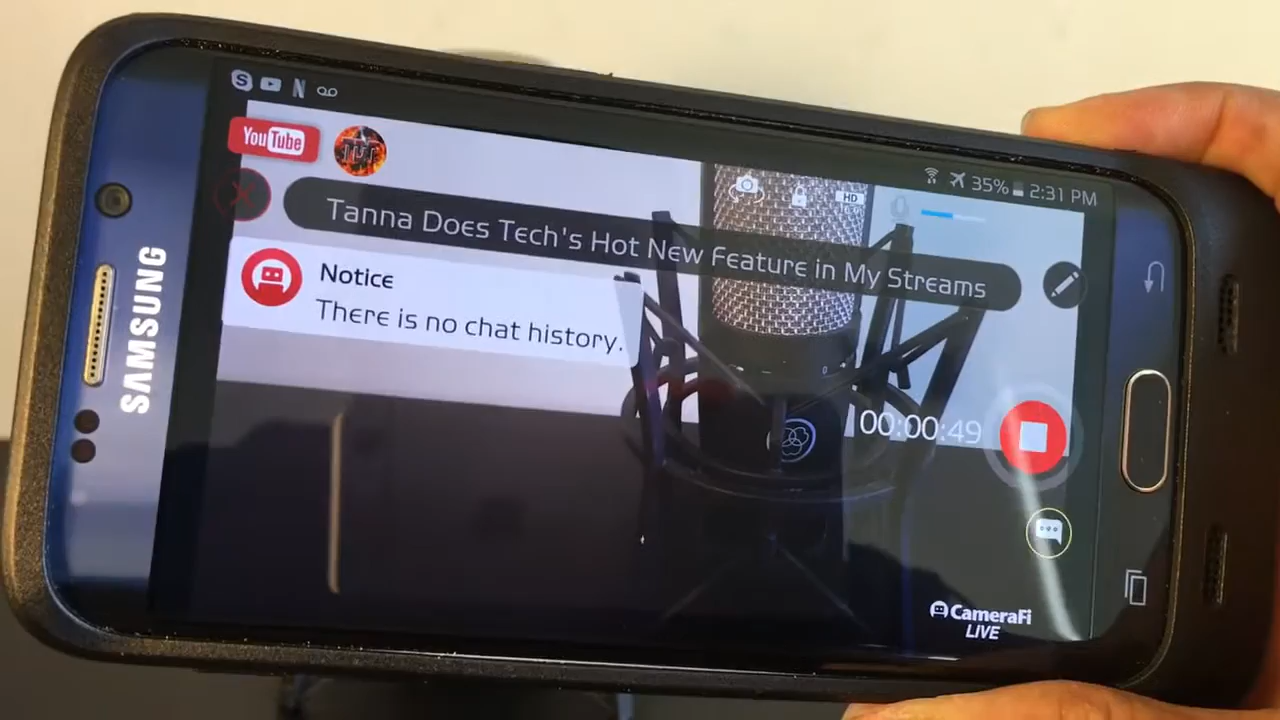 35% 2:31 PM
YouTube
TVT
HD
Tanna Does Tech's Hot New Feature in My Streams
Notice
There is no chat history.
SAMSUNG
00:00:49
CameraFi
LIVE